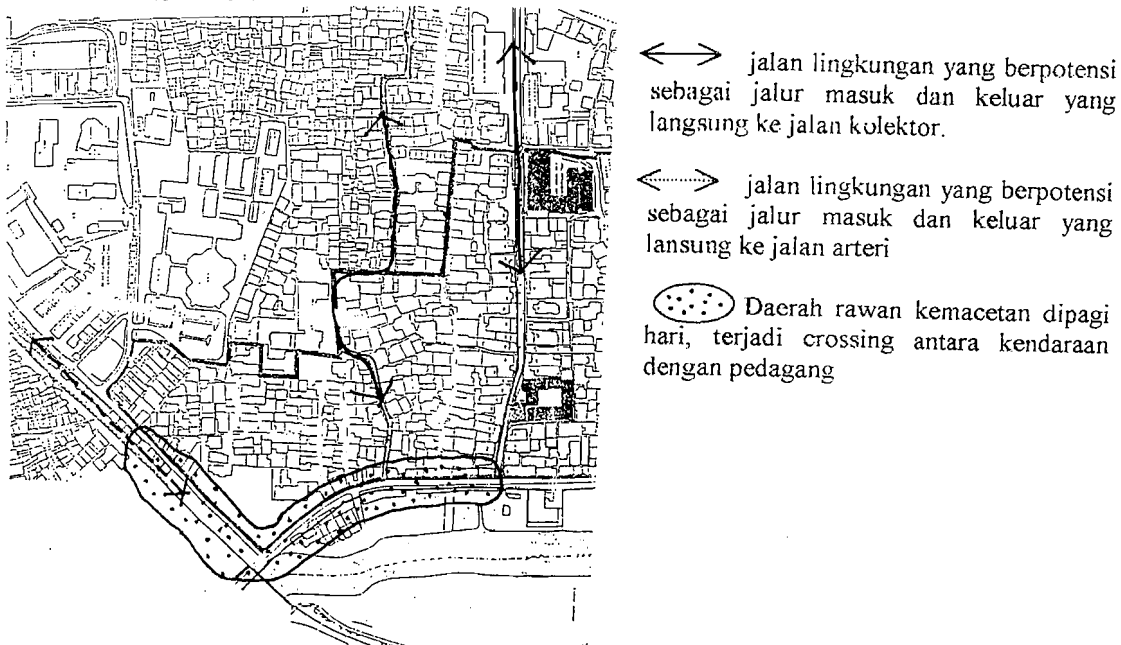 jalan lingkungan yang berpotensi
sebagai jalur masuk dan keluar yang
langsung ke jalan kolektor.
jalan lingkungan yang berpotensi
sebagai jalur masuk dan keluar yang
lansung ke jalan arteri
Daerah rawan kemacetan dipagi
hari, terjadi crossing antara kendaraan
dengan pedagang